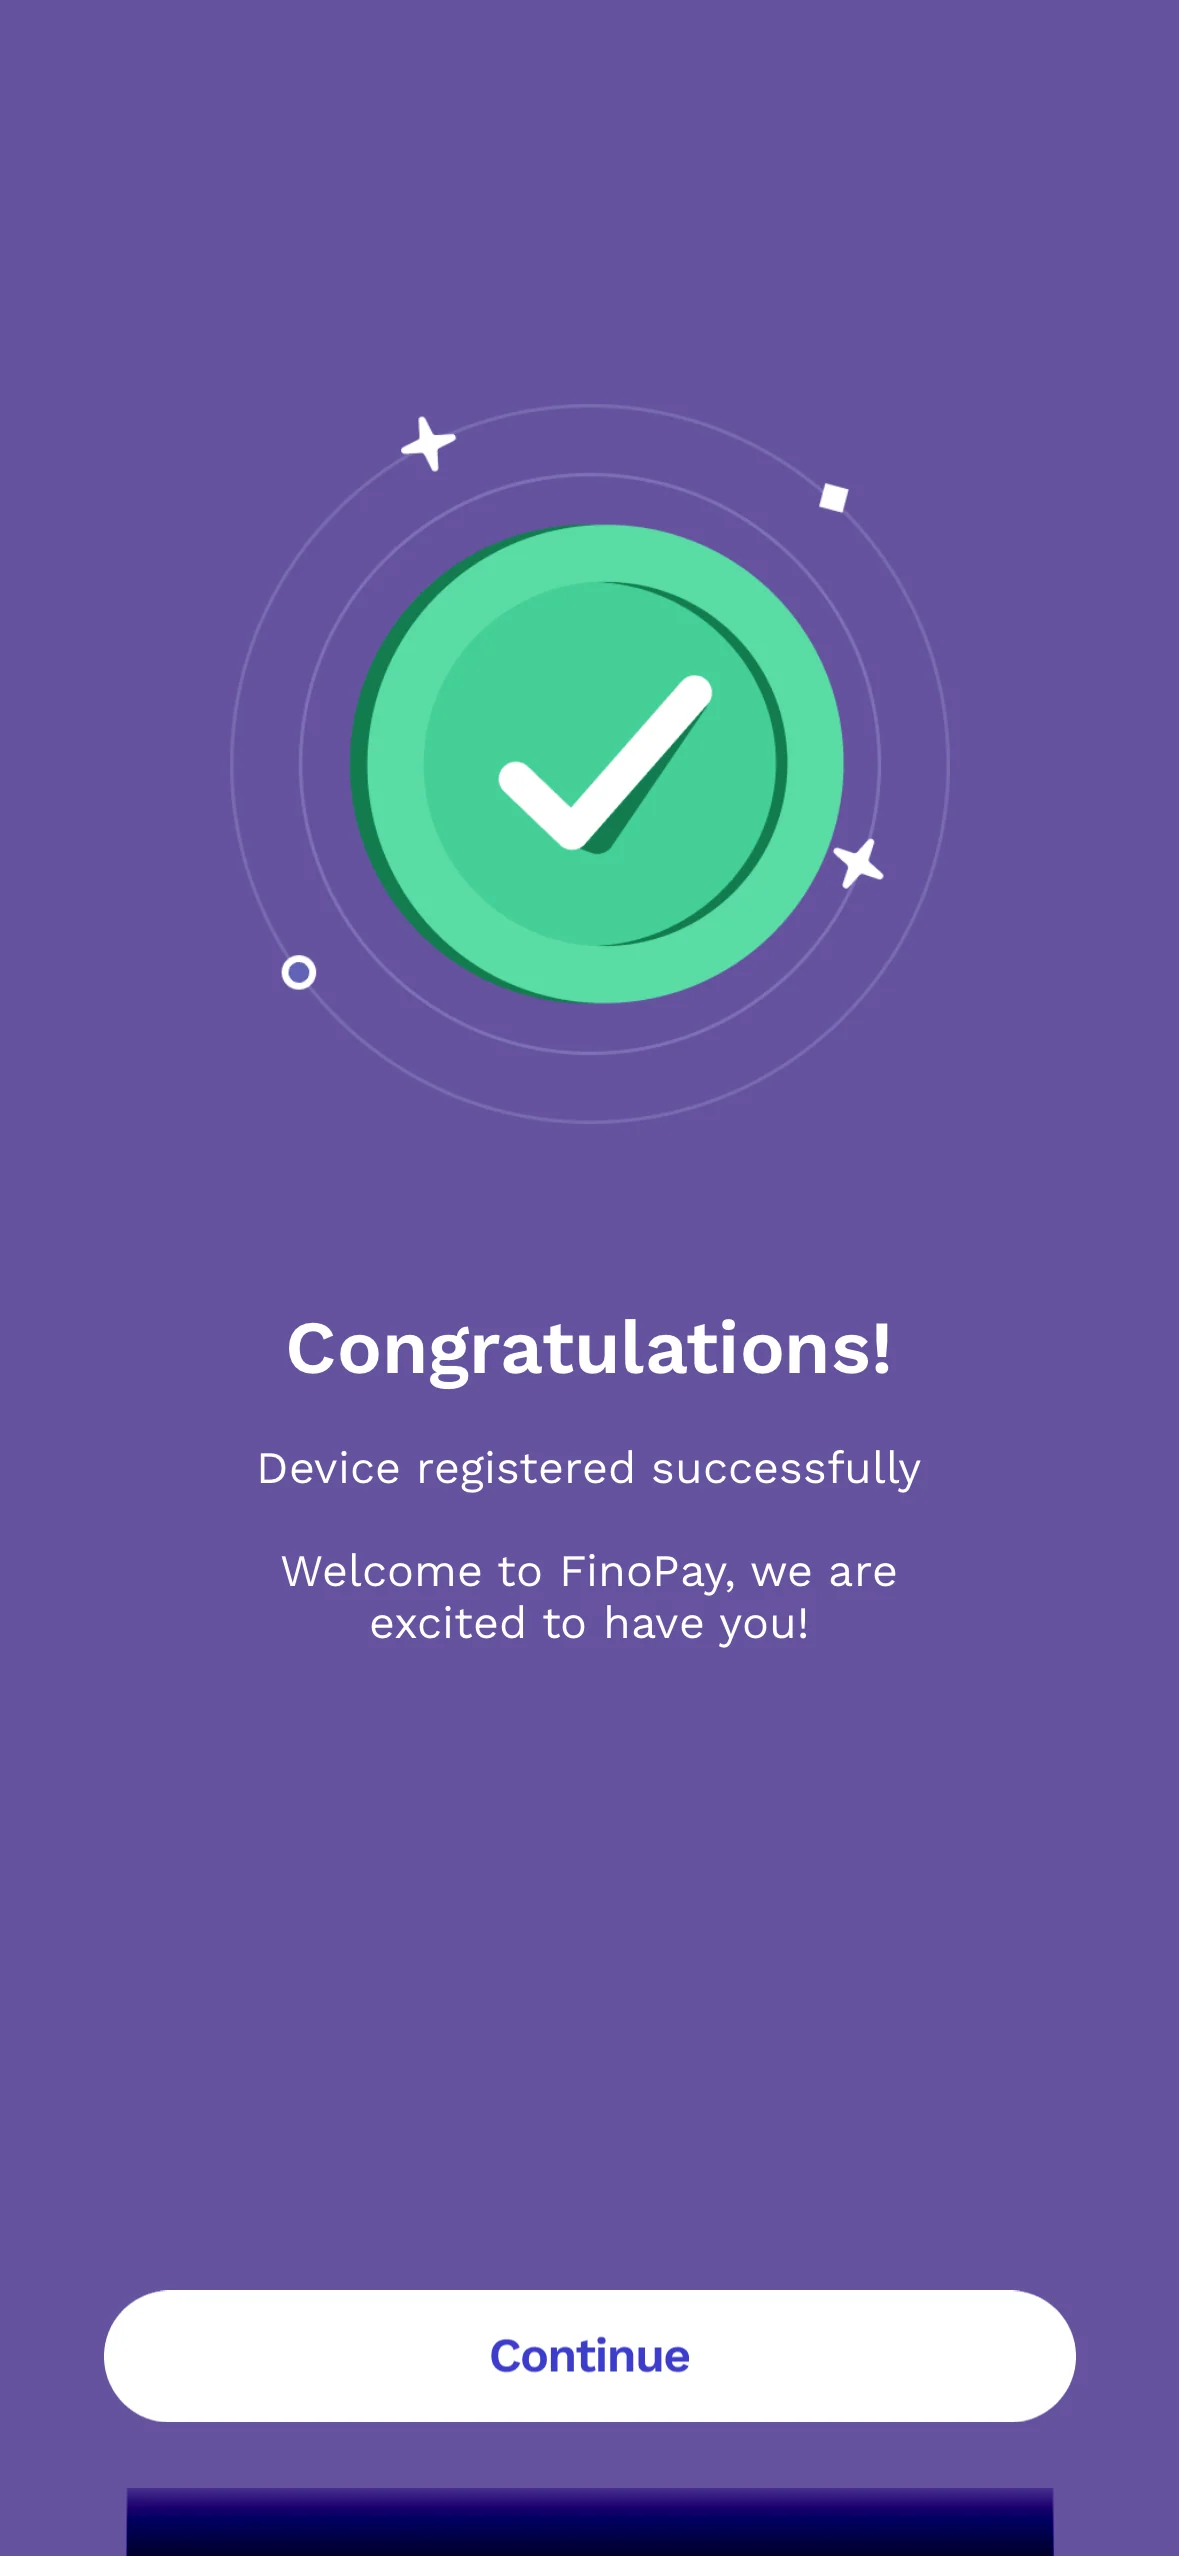 Congratulations!
Device registered successfully
Welcome to FinoPay, we are
excited to have you!
Continue